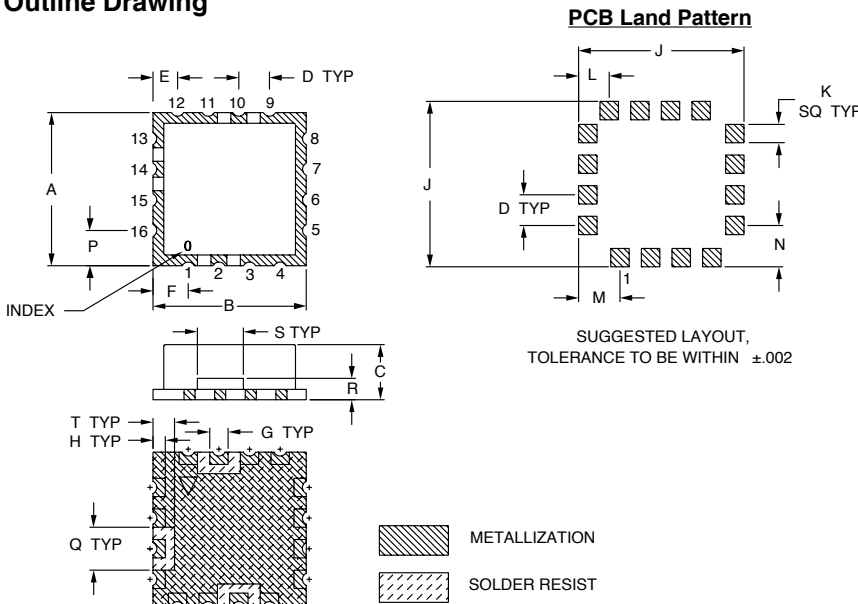 Outline Drawing
PCB Land Pattern
E
D TYP
12 11 10 9
13
14
15
16
8
7
6
5
A
P
0
1 2 3 4
INDEX
F
B
S TYP
C
R
T TYP
H TYP
G TYP
Q TYP
J
L
K
SQ TYP
J
D TYP
N
1
M
SUGGESTED LAYOUT,
TOLERANCE TO BE WITHIN ±.002
METALLIZATION
SOLDER RESIST